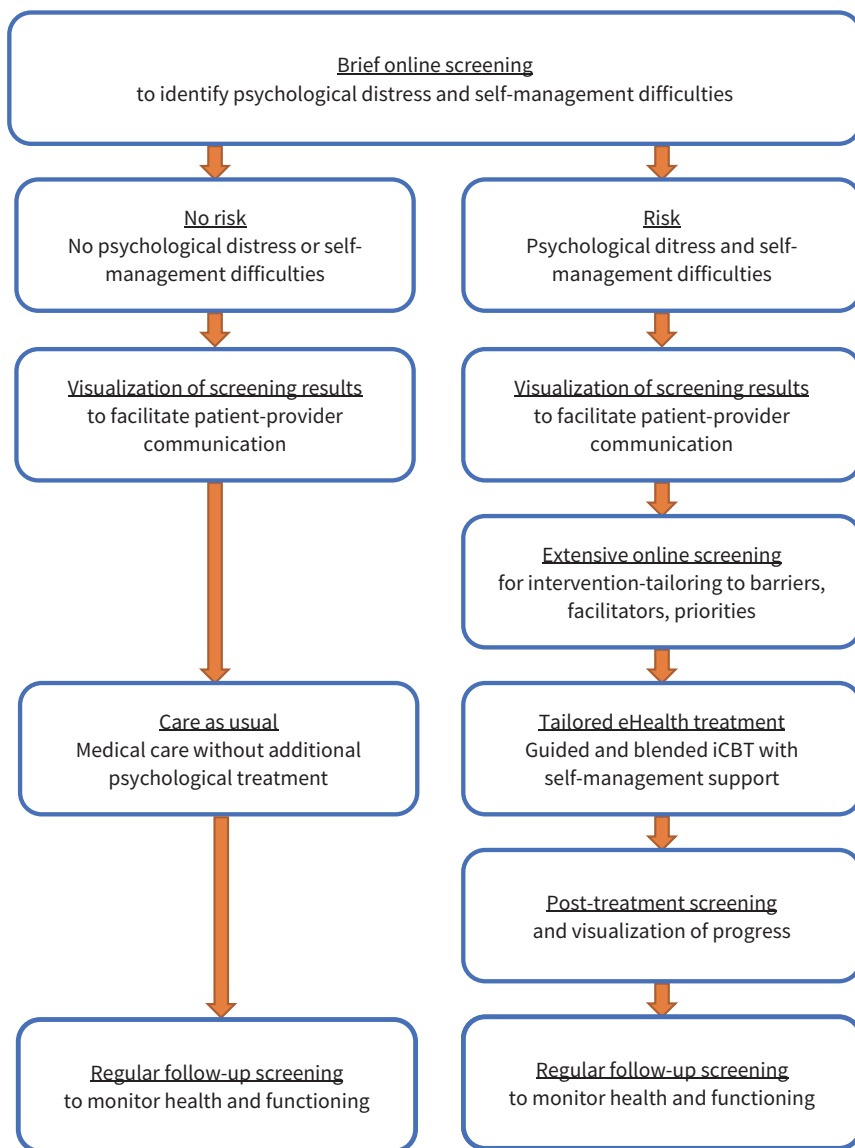 Brief online screening
to identify psychological distress and self-management difficulties
No risk
No psychological distress or self-
management difficulties
Risk
Psychological ditress and self-
management difficulties
Visualization of screening results
to facilitate patient-provider
communication
Visualization of screening results
to facilitate patient-provider
communication
Extensive online screening
for intervention-tailoring to barriers,
facilitators, priorities
Care as usual
Medical care without additional
psychological treatment
Tailored eHealth treatment
Guided and blended iCBT with
self-management support
Post-treatment screening
and visualization of progress
Regular follow-up screening
to monitor health and functioning
Regular follow-up screening
to monitor health and functioning